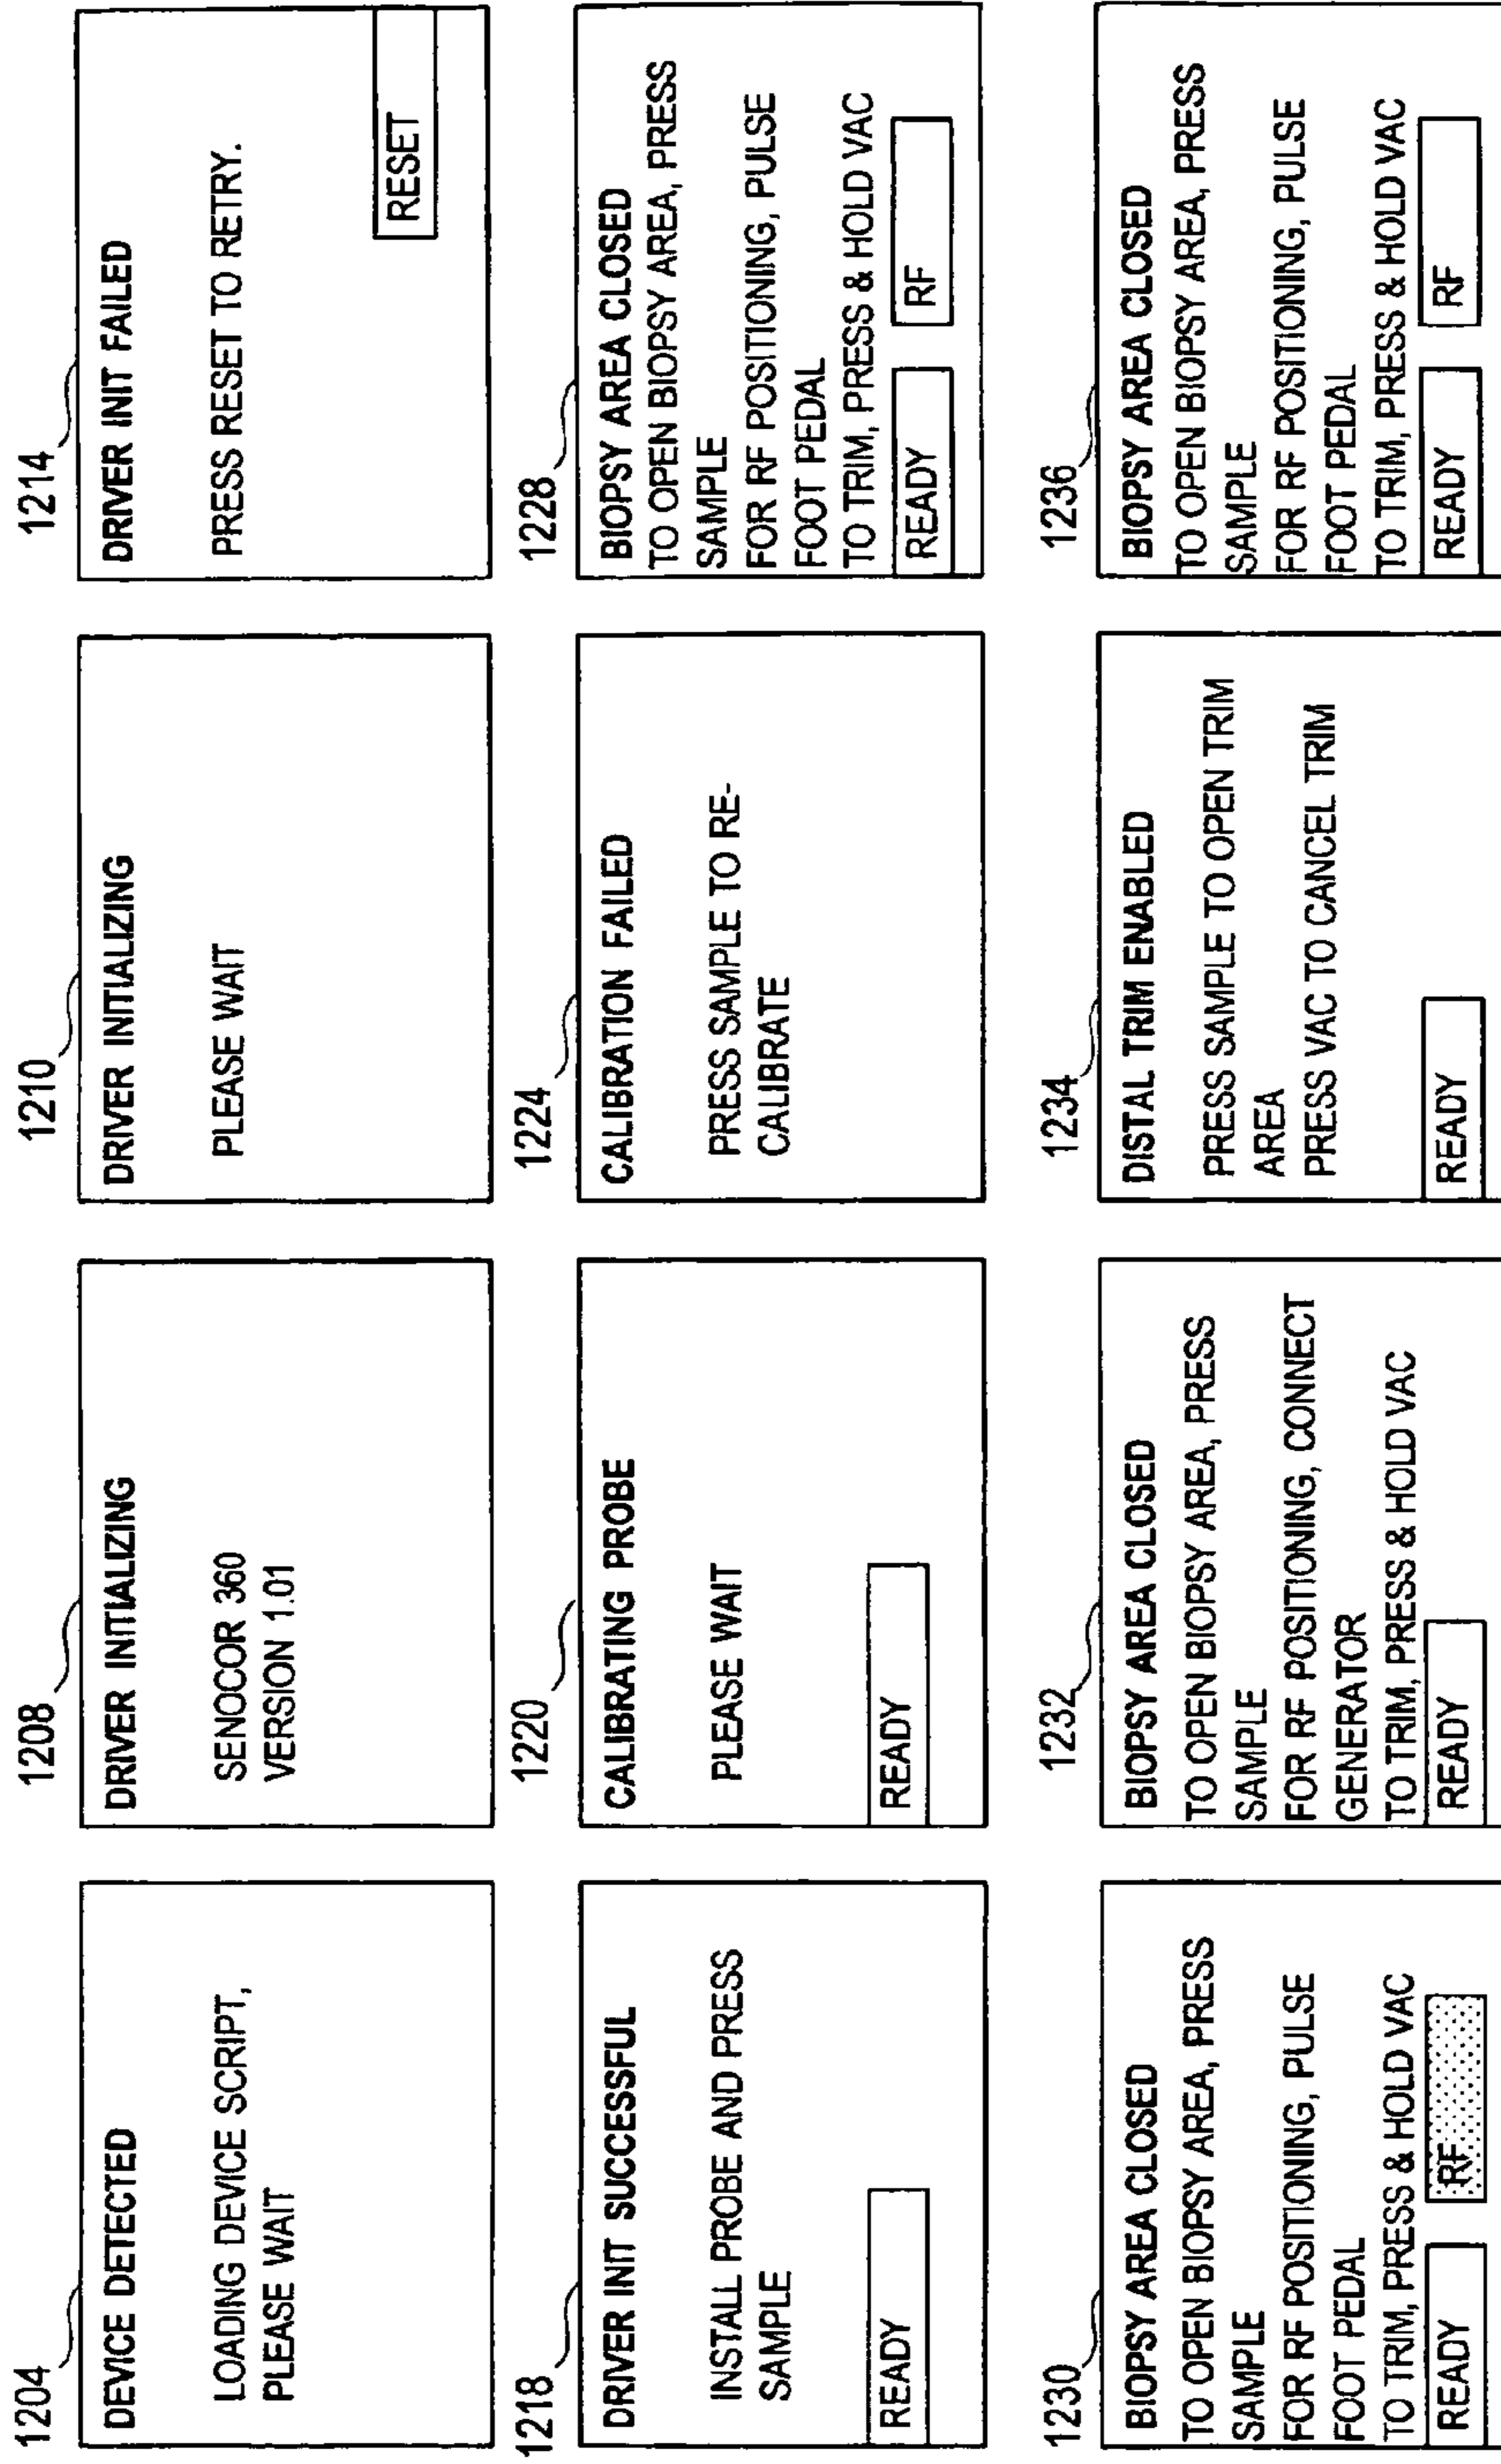 1204
DEVICE DETECTED
LOADING DEVICE SCRIPT,
PLEASE WAIT
1208
DRIVER INITIALIZING
SENOCOR 360
VERSION 1.01
1210
DRIVER INITIALIZING
PLEASE WAIT
1214
DRIVER INIT FAILED
PRESS RESET TO RETRY.
RESET
1218
DRIVER INIT SUCCESSFUL
INSTALL PROBE AND PRESS
SAMPLE
READY
1220
CALIBRATING PROBE
PLEASE WAIT
READY
1224
CALIBRATION FAILED
PRESS SAMPLE TO RE-
CALIBRATE
1228
BIOPSY AREA CLOSED
TO OPEN BIOPSY AREA, PRESS
SAMPLE
FOR RF POSITIONING, PULSE
FOOT PEDAL
TO TRIM, PRESS & HOLD VAC
READY
RF
1230
BIOPSY AREA CLOSED
TO OPEN BIOPSY AREA, PRESS
SAMPLE
FOR RF POSITIONING, PULSE
FOOT PEDAL
TO TRIM, PRESS & HOLD VAC
READY
RF
1232
BIOPSY AREA CLOSED
TO OPEN BIOPSY AREA, PRESS
SAMPLE
FOR RF POSITIONING, CONNECT
GENERATOR
TO TRIM, PRESS & HOLD VAC
READY
1234
DISTAL TRIM ENABLED
PRESS SAMPLE TO OPEN TRIM
AREA
PRESS VAC TO CANCEL TRIM
READY
1236
BIOPSY AREA CLOSED
TO OPEN BIOPSY AREA, PRESS
SAMPLE
FOR RF POSITIONING, PULSE
FOOT PEDAL
TO TRIM, PRESS & HOLD VAC
READY
RF